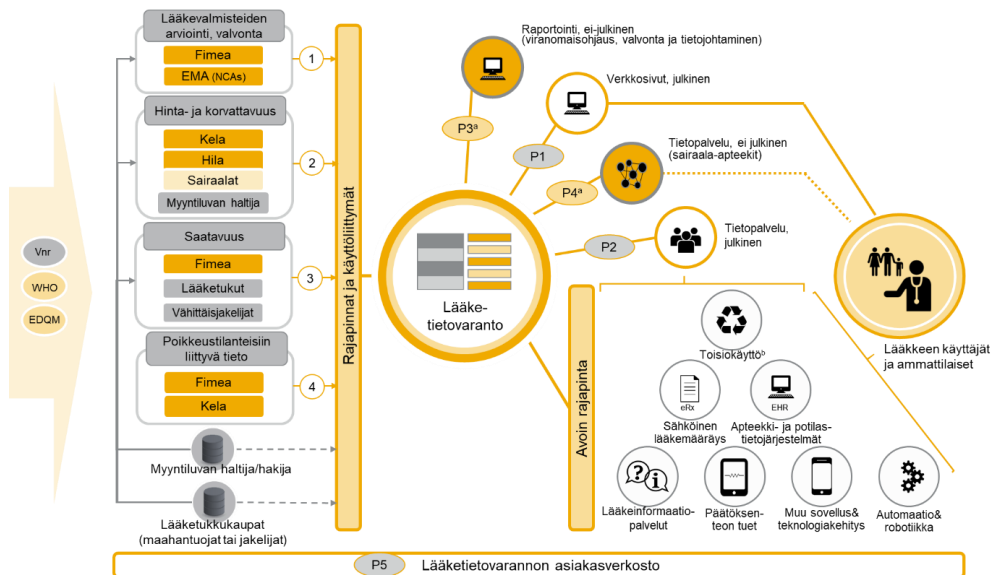 Vnr
WHO
EDQM
Lääkevalmisteiden
arviointi, valvonta
Fimea
EMA (NCAs)
1
Hinta- ja korvattavuus
Kela
Hila
Sairaalat
Myyntiluvan haltija
2
Saatavuus
Fimea
Lääketukut
Vähittäisjakelijat
3
Poikkeustilanteisiin
liittyvä tieto
Fimea
Kela
4
Myyntiluvan haltija/hakija
Lääketukkukaupat
(maahantuojat tai jakelijat)
Rajapinnat ja käyttöliittymät
Lääke-
tietovaranto
P3ᵃ
Raportointi, ei-julkinen
(viranomaisohjaus, valvonta ja tietojohtaminen)
P1
Verkkosivut, julkinen
P4ᵃ
Tietopalvelu, ei julkinen
(sairaala-apteekit)
P2
Tietopalvelu,
julkinen
Lääkkeen käyttäjät
ja ammattilaiset
Avoin rajapinta
Toisiokäyttöᵇ
eRx
Sähköinen
lääkemääräys
EHR
Apteekki- ja potilas-
tietojärjestelmät
Lääkeinformaatio-
palvelut
Päätöksen-
teon tuet
Muu sovellus&
teknologiakehitys
Automaatio&
robotiikka
P5
Lääketietovarannon asiakasverkosto